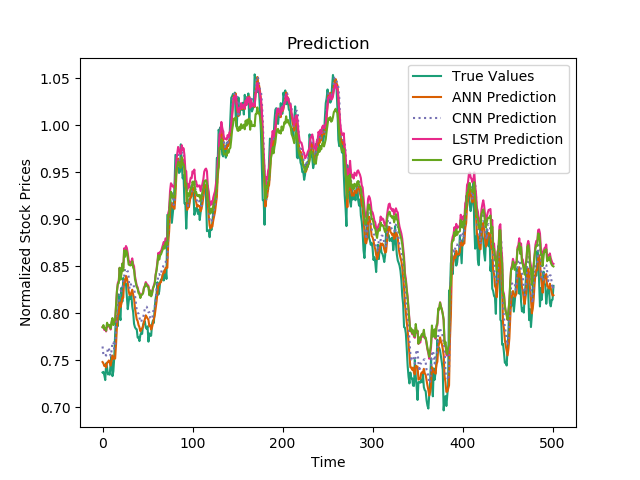 Prediction
True Values
ANN Prediction
CNN Prediction
LSTM Prediction
GRU Prediction
Normalized Stock Prices
1.05
1.00
0.95
0.90
0.85
0.80
0.75
0.70
0 100 200 300 400 500
Time